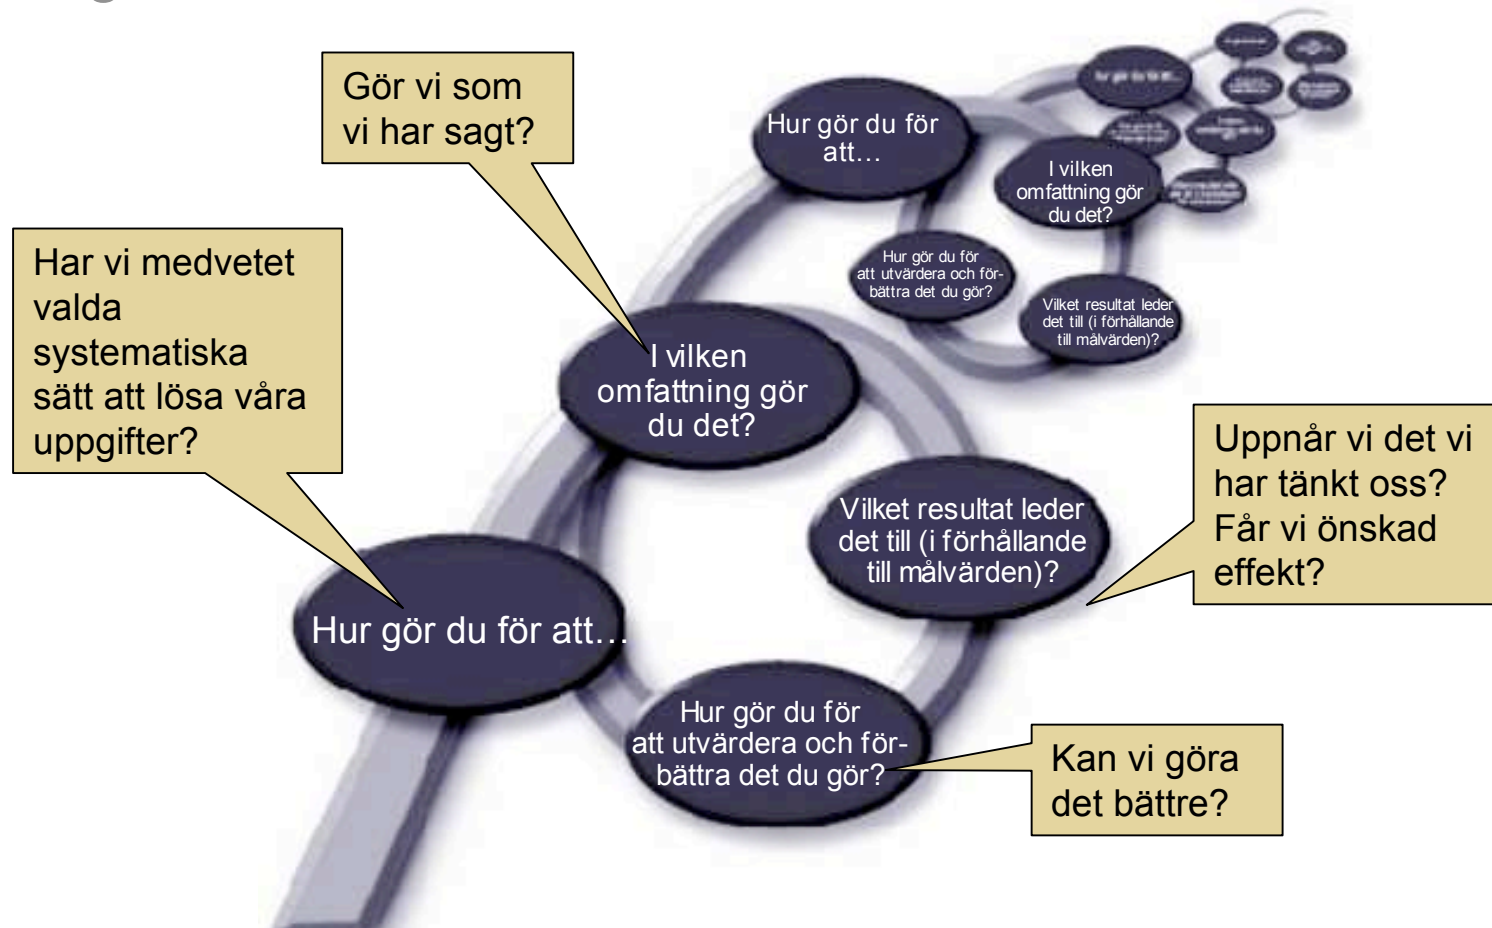 Gör vi som
vi har sagt?
Har vi medvetet
valda
systematiska
sätt att lösa våra
uppgifter?
Hur gör du för att...
I vilken
omfattning gör
du det?
Vilket resultat leder
det till (i förhållande
till målvärden)?
Hur gör du för
att utvärdera och för-
bättra det du gör?
Uppnår vi det vi
har tänkt oss?
Får vi önskad
effekt?
Kan vi göra
det bättre?
Hur gör du för
att...
I vilken
omfattning gör
du det?
Vilket resultat leder
det till (i förhållande
till målvärden)?
Hur gör du för
att utvärdera och för-
bättra det du gör?